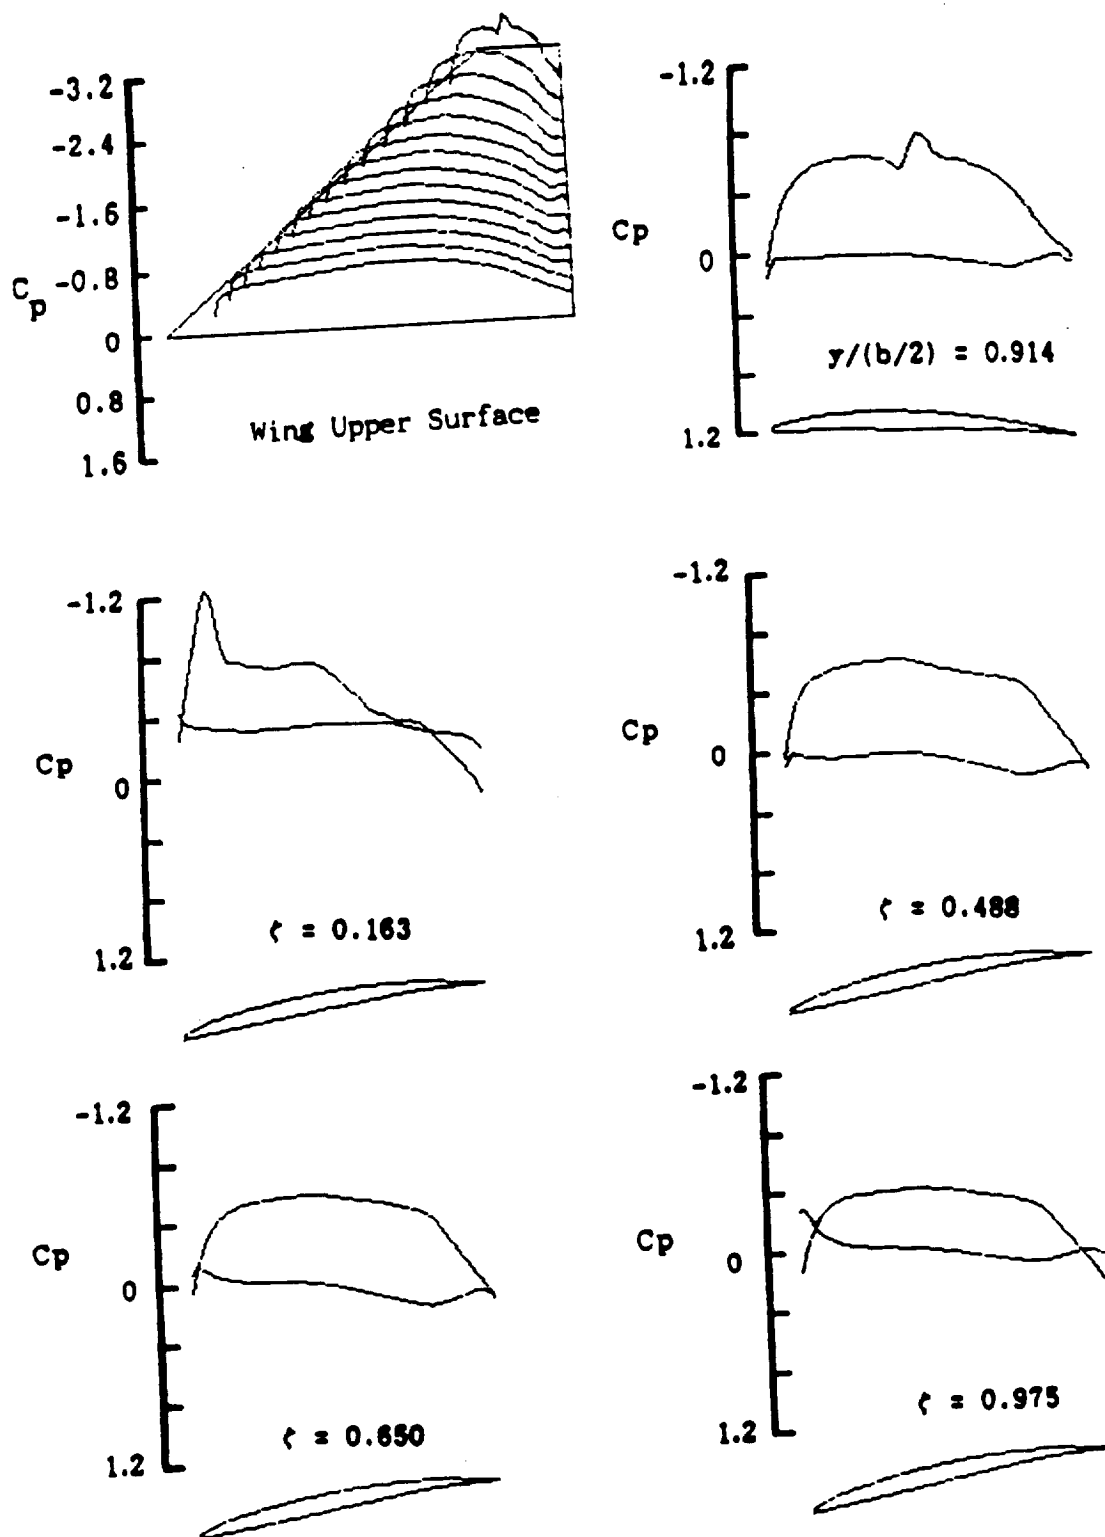 -3.2
-2.4
-1.6
-0.8
Cp
0
0.8
1.6
Wing Upper Surface
-1.2
Cp
0
y/(b/2) = 0.914
1.2
-1.2
Cp
0
ζ = 0.163
1.2
-1.2
Cp
0
ζ = 0.488
1.2
-1.2
Cp
0
ζ = 0.650
1.2
-1.2
Cp
0
ζ = 0.975
1.2